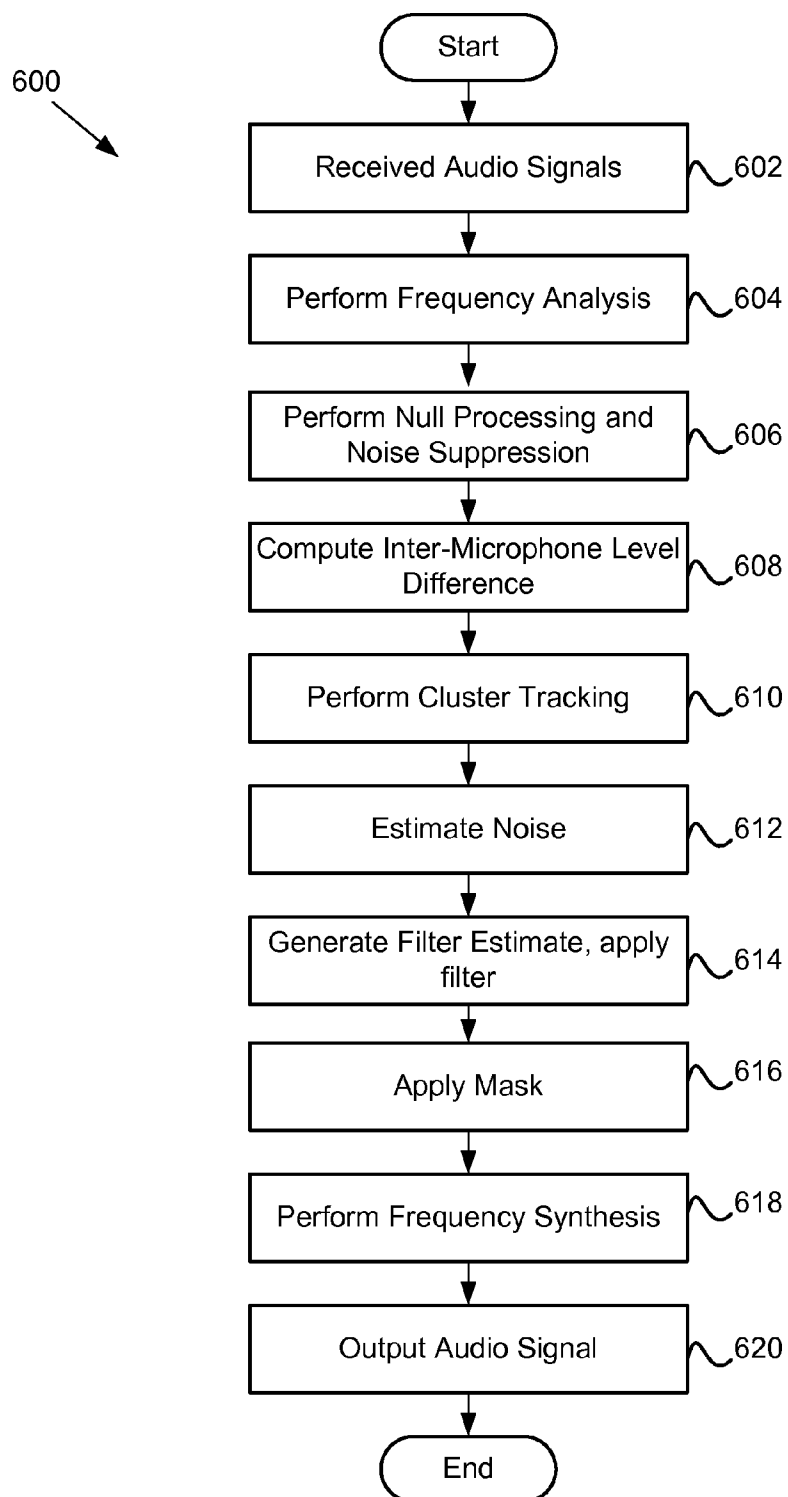 Start
600
Received Audio Signals
602
Perform Frequency Analysis
604
Perform Null Processing and
Noise Suppression
606
Compute Inter-Microphone Level
Difference
608
Perform Cluster Tracking
610
Estimate Noise
612
Generate Filter Estimate, apply
filter
614
Apply Mask
616
Perform Frequency Synthesis
618
Output Audio Signal
620
End